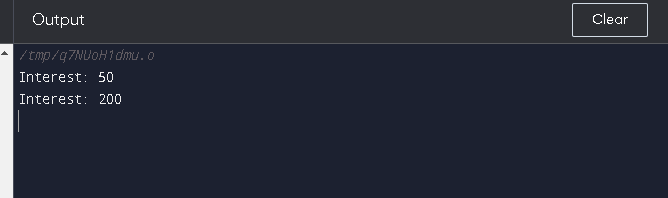 Output
Clear
/tmp/q7NUoH1dmu.o
Interest: 50
Interest: 200